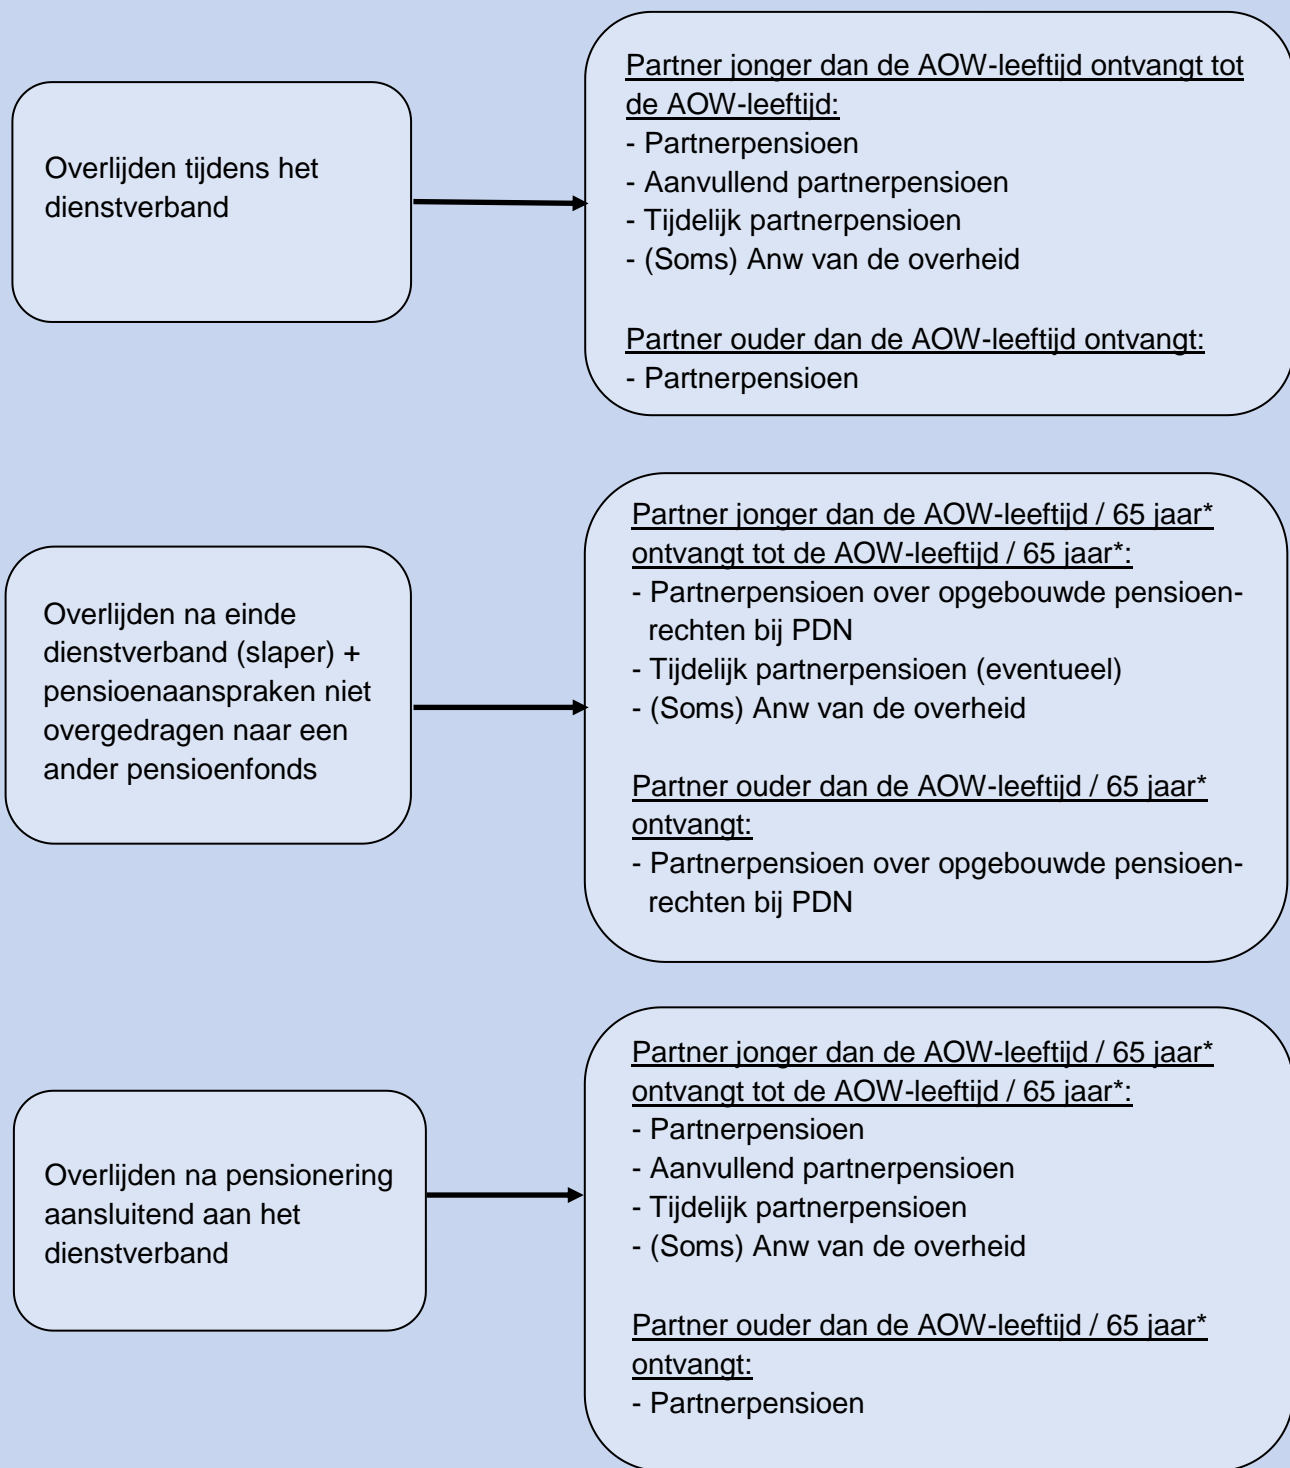 Overlijden tijdens het
dienstverband
Partner jonger dan de AOW-leeftijd ontvangt tot
de AOW-leeftijd:
- Partnerpensioen
- Aanvullend partnerpensioen
- Tijdelijk partnerpensioen
- (Soms) Anw van de overheid
Partner ouder dan de AOW-leeftijd ontvangt:
- Partnerpensioen
Overlijden na einde
dienstverband (slaper) +
pensioenaanspraken niet
overgedragen naar een
ander pensioenfonds
Partner jonger dan de AOW-leeftijd / 65 jaar*
ontvangt tot de AOW-leeftijd / 65 jaar*:
- Partnerpensioen over opgebouwde pensioen-
rechten bij PDN
- Tijdelijk partnerpensioen (eventueel)
- (Soms) Anw van de overheid
Partner ouder dan de AOW-leeftijd / 65 jaar*
ontvangt:
- Partnerpensioen over opgebouwde pensioen-
rechten bij PDN
Overlijden na pensionering
aansluitend aan het
dienstverband
Partner jonger dan de AOW-leeftijd / 65 jaar*
ontvangt tot de AOW-leeftijd / 65 jaar*:
- Partnerpensioen
- Aanvullend partnerpensioen
- Tijdelijk partnerpensioen
- (Soms) Anw van de overheid
Partner ouder dan de AOW-leeftijd / 65 jaar*
ontvangt:
- Partnerpensioen